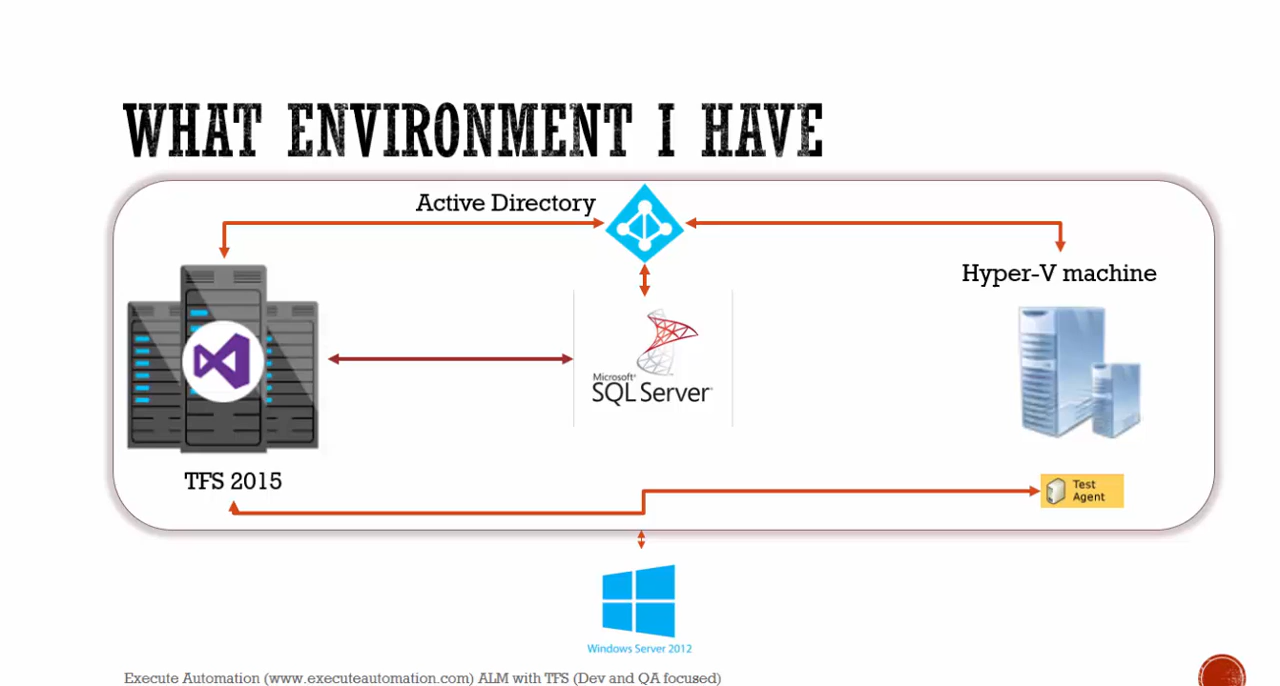 WHAT ENVIRONMENT I HAVE
Active Directory
Hyper-V machine
Microsoft®
SQL Server®
TFS 2015
Test
Agent
Windows Server 2012
Execute Automation (www.executeautomation.com) ALM with TFS (Dev and QA focused)